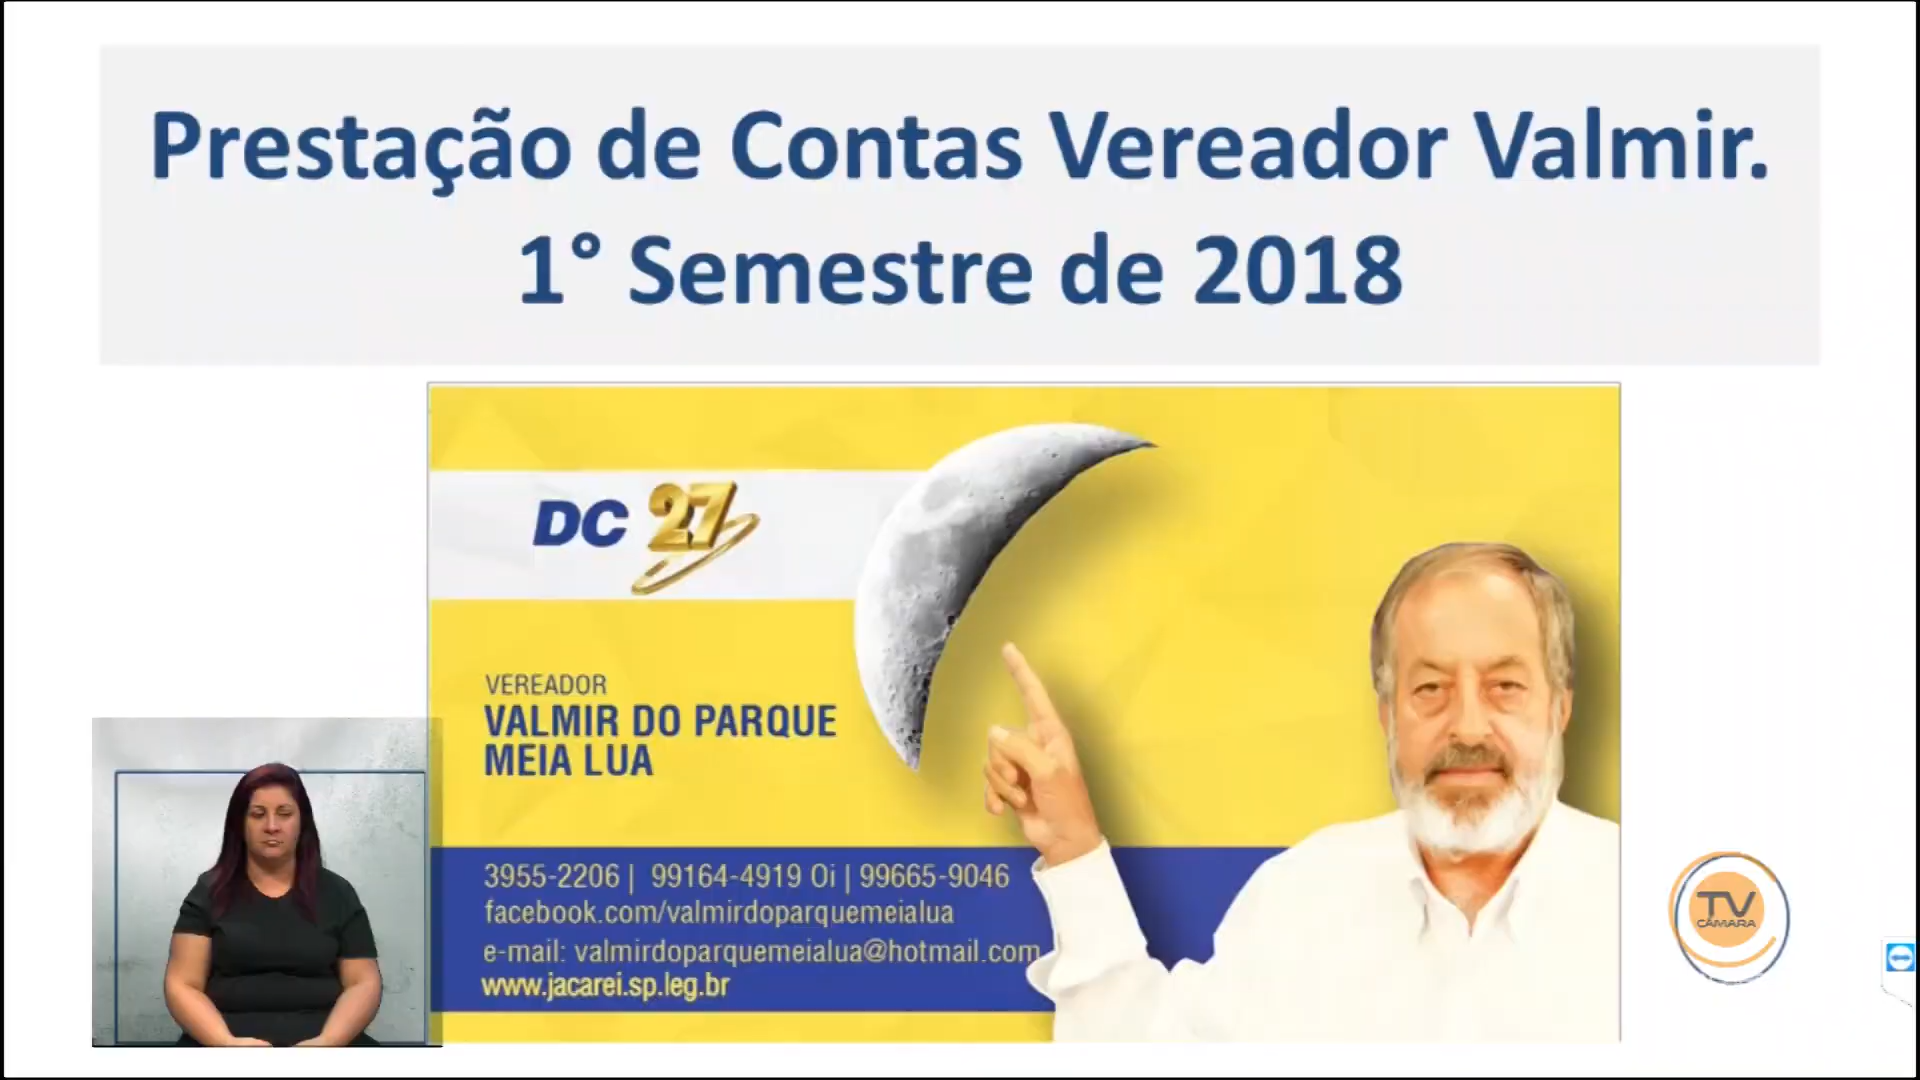 Prestação de Contas Vereador Valmir.
1° Semestre de 2018
DC 27
VEREADOR
VALMIR DO PARQUE
MEIA LUA
3955-2206 | 99164-4919 Oi | 99665-9046
facebook.com/valmirdoparquemeialua
e-mail: valmirdoparquemeialua@hotmail.com
www.jacarei.sp.leg.br
TV
CÂMARA